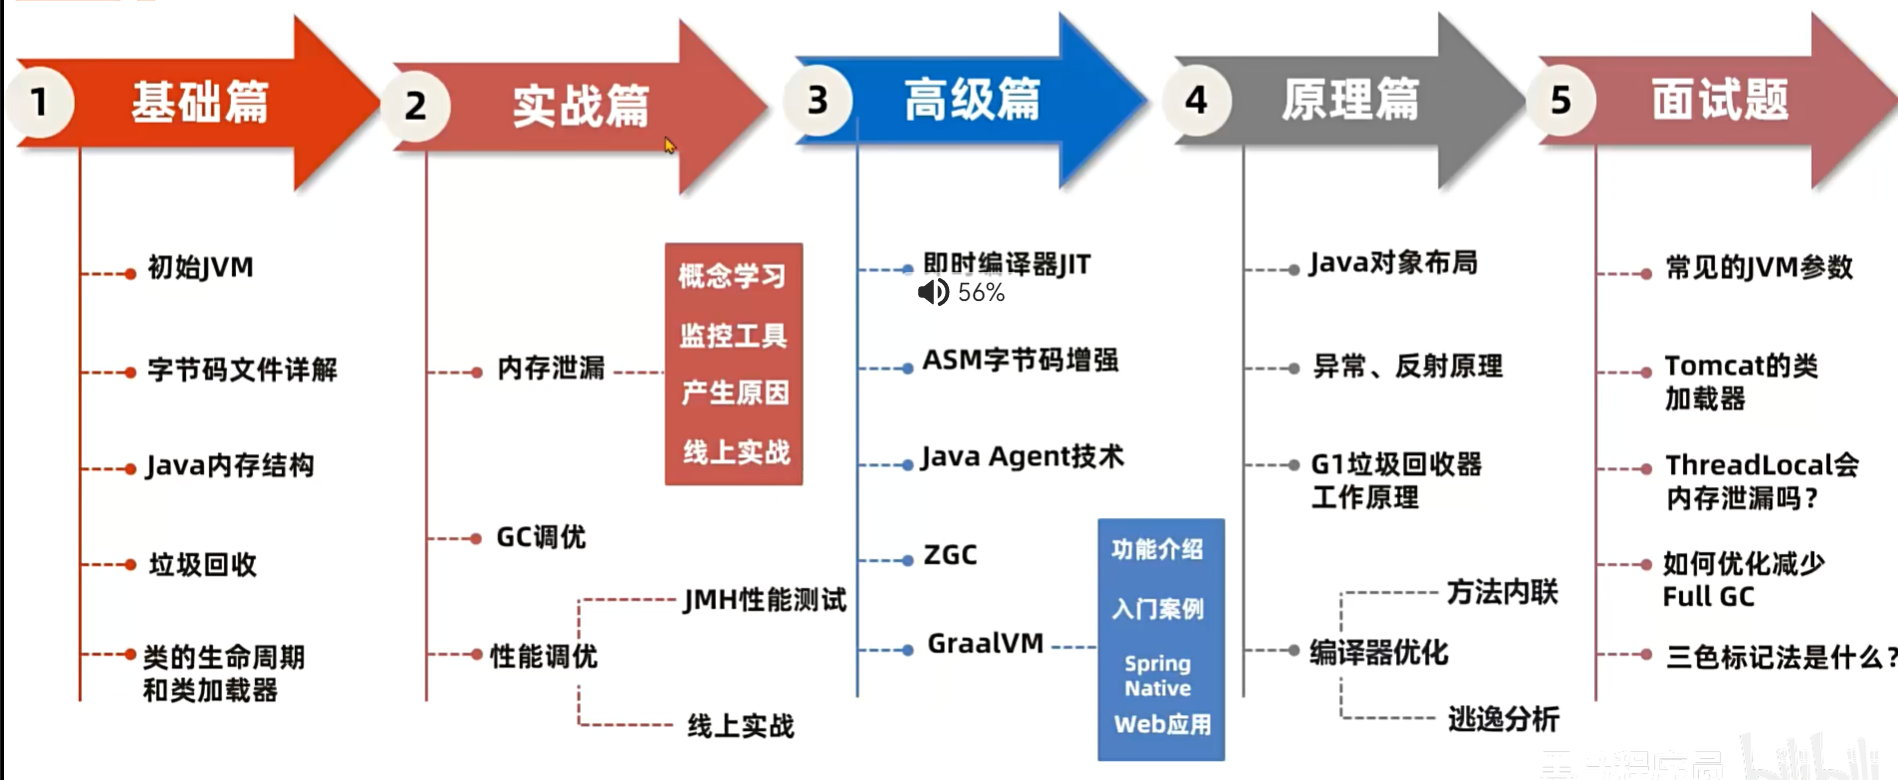 1
基础篇
初始JVM
字节码文件详解
Java内存结构
垃圾回收
类的生命周期
和类加载器
2
实战篇
内存泄漏
概念学习
监控工具
产生原因
线上实战
GC调优
性能调优
JMH性能测试
线上实战
3
高级篇
即时编译器JIT
56%
ASM字节码增强
Java Agent技术
ZGC
GraalVM
功能介绍
入门案例
Spring
Native
Web应用
4
原理篇
Java对象布局
异常、反射原理
G1垃圾回收器
工作原理
编译器优化
方法内联
逃逸分析
5
面试题
常见的JVM参数
Tomcat的类
加载器
ThreadLocal会
内存泄漏吗?
如何优化减少
Full GC
三色标记法是什么?
bilibili